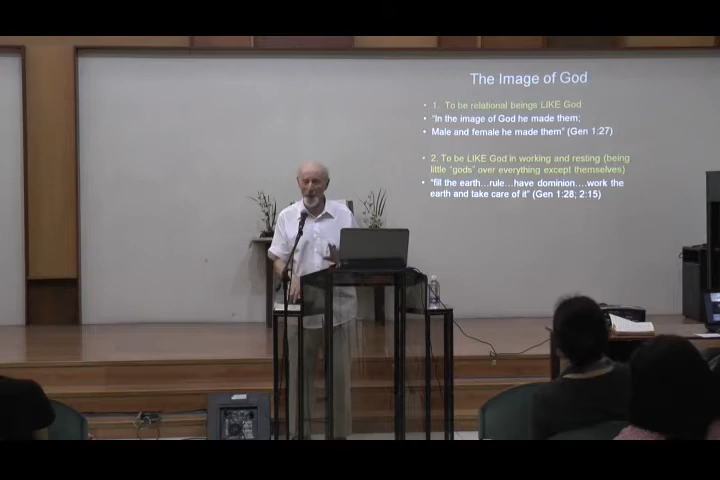 The Image of God
• 1. To be relational beings LIKE God
• "In the image of God he made them;
• Male and female he made them" (Gen 1:27)
• 2. To be LIKE God in working and resting (being
little "gods" over everything except themselves)
• "fill the earth…rule…have dominion….work the
earth and take care of it" (Gen 1:28; 2:15)